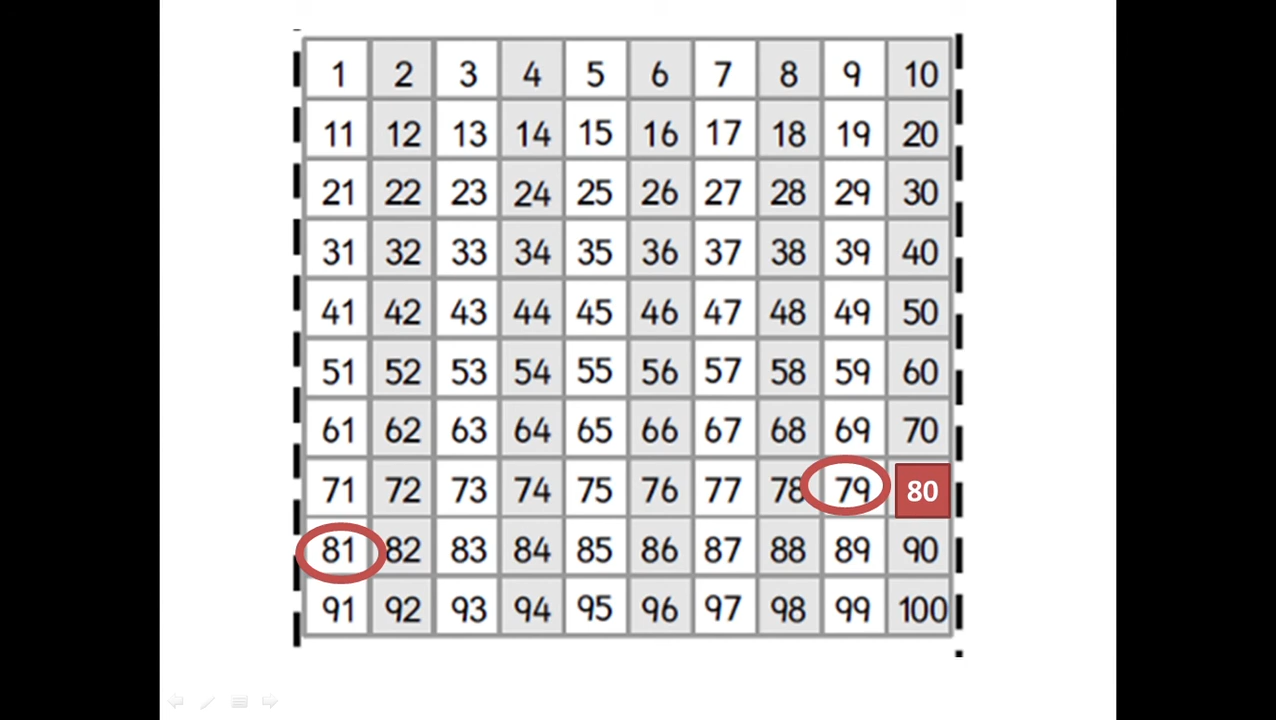 1 2 3 4 5 6 7 8 9 10
11 12 13 14 15 16 17 18 19 20
21 22 23 24 25 26 27 28 29 30
31 32 33 34 35 36 37 38 39 40
41 42 43 44 45 46 47 48 49 50
51 52 53 54 55 56 57 58 59 60
61 62 63 64 65 66 67 68 69 70
71 72 73 74 75 76 77 78 79 80
81 82 83 84 85 86 87 88 89 90
91 92 93 94 95 96 97 98 99 100